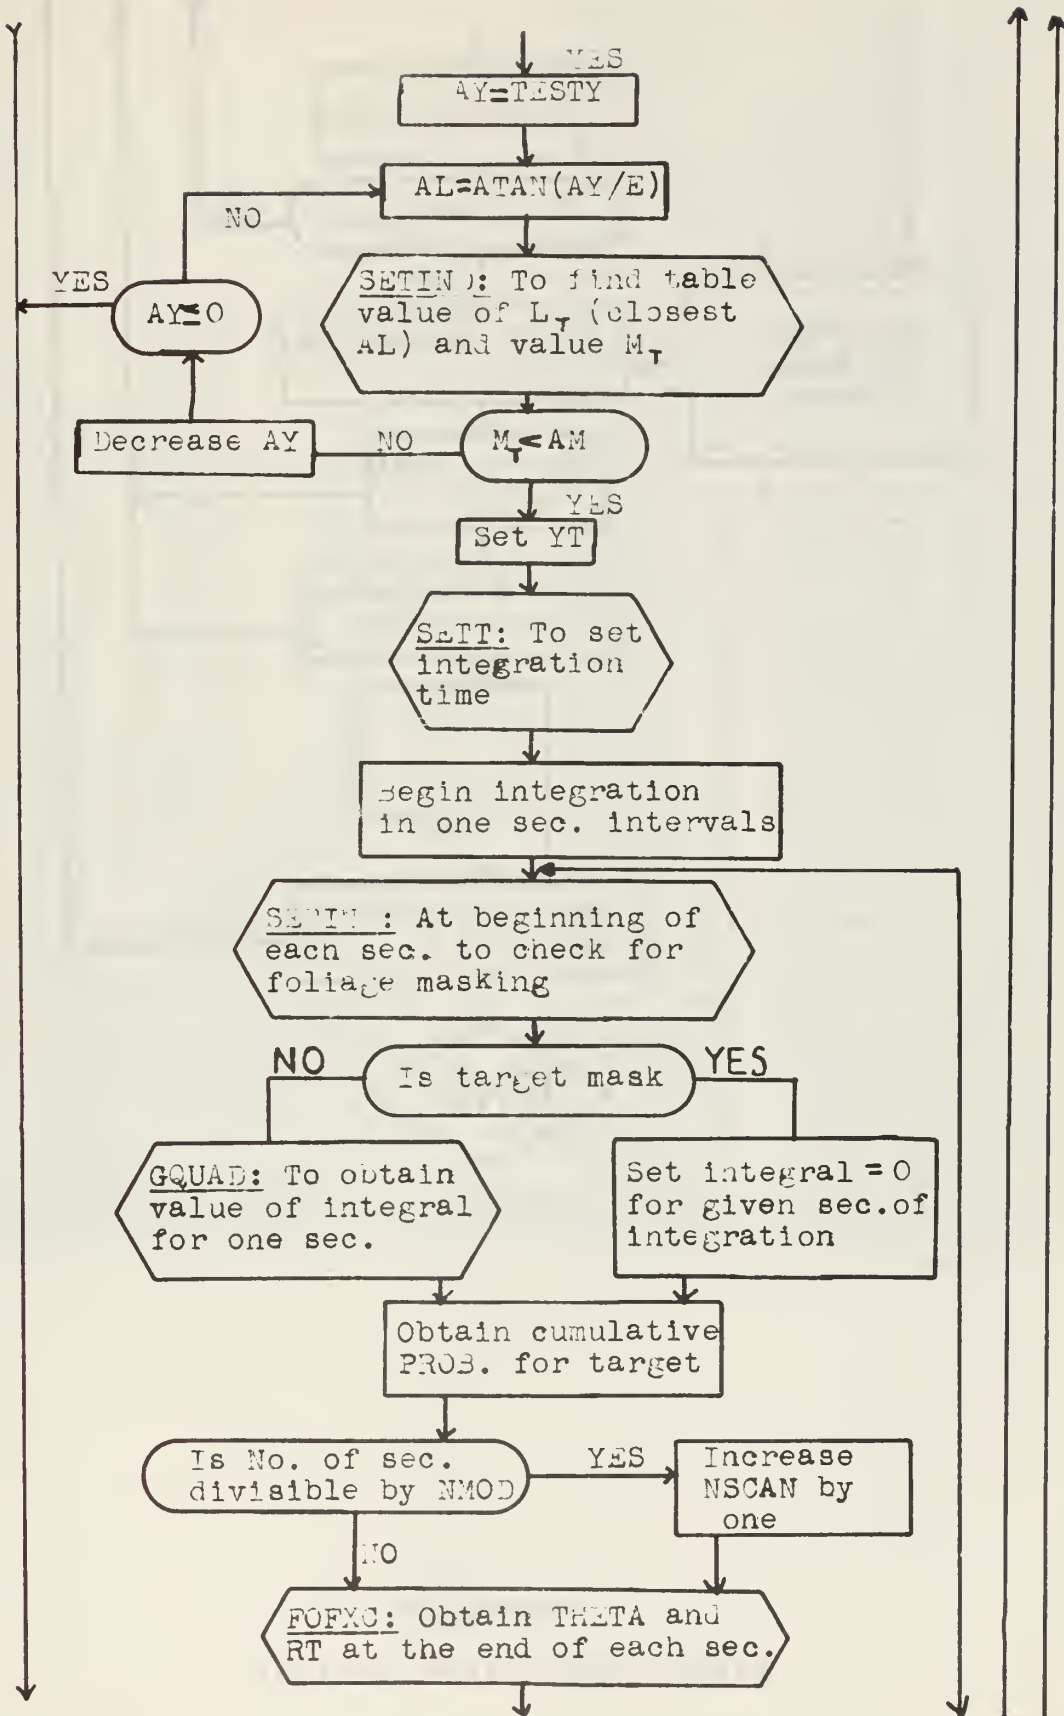 YES
AY=TESTY
AL=ATAN(AY/E)
NO
YES
AY≤0
SETIND: To find table
value of L_T (closest
AL) and value M_T
Decrease AY
NO
M_T < AM
YES
Set YT
SETT: To set
integration
time
Begin integration
in one sec. intervals
: At beginning of
each sec. to check for
foliage masking
NO
Is target mask
YES
GQUAD: To obtain
value of integral
for one sec.
Set integral = 0
for given sec. of
integration
Obtain cumulative
PROB. for target
Is No. of sec.
divisible by NMOD
YES
Increase
NSCAN by
one
NO
FOFXC: Obtain THETA and
RT at the end of each sec.